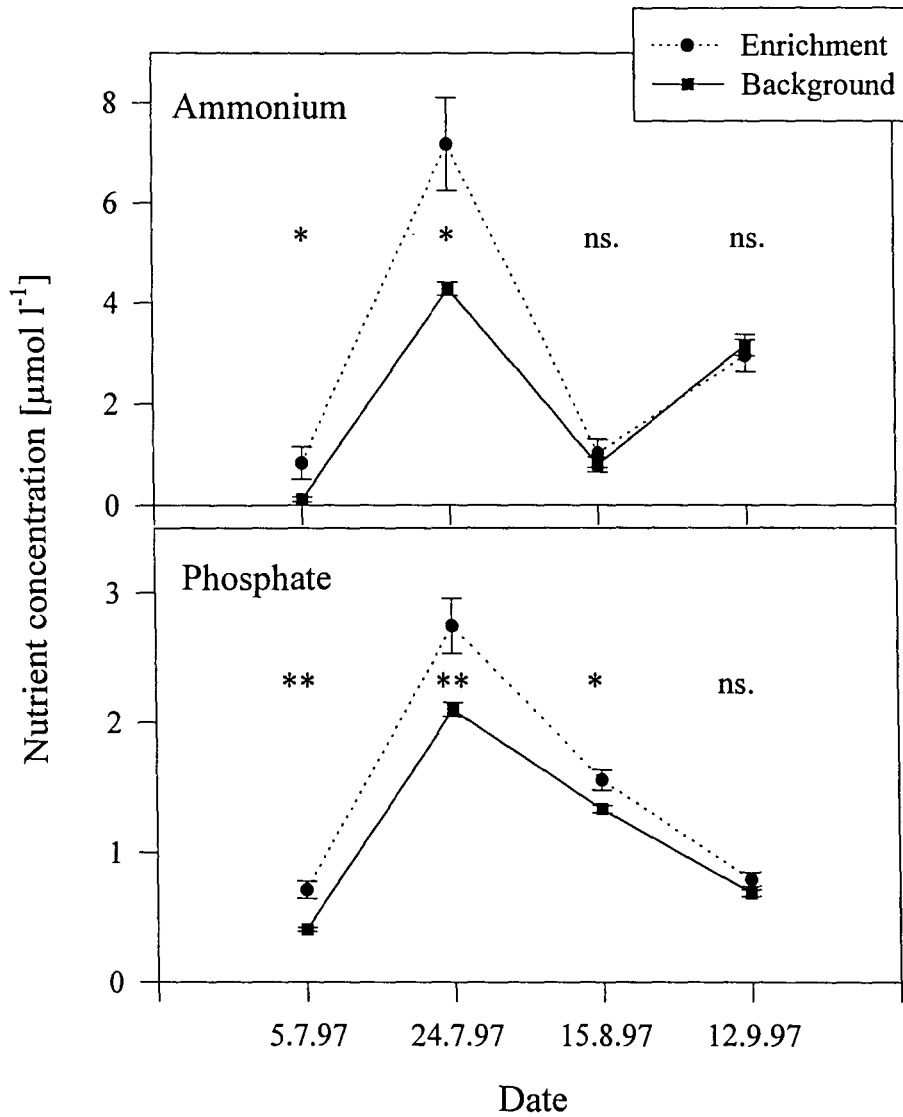 Enrichment
Background
Ammonium
8
6
4
2
0
* * ns. ns.
Phosphate
3
2
1
0
** ** * ns.
Nutrient concentration [µmol l⁻¹]
5.7.97 24.7.97 15.8.97 12.9.97
Date